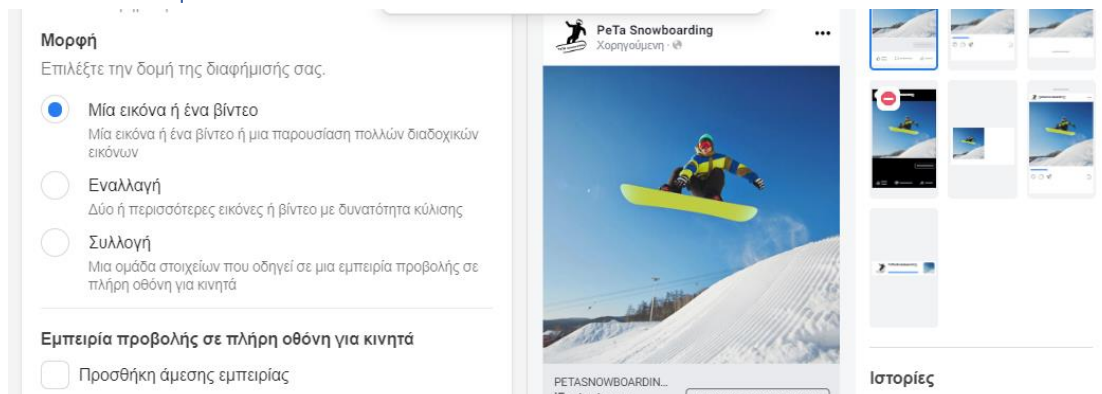 Μορφή
Επιλέξτε την δομή της διαφήμισής σας.
Μία εικόνα ή ένα βίντεο
Μία εικόνα ή ένα βίντεο ή μια παρουσίαση πολλών διαδοχικών
εικόνων
Εναλλαγή
Δύο ή περισσότερες εικόνες ή βίντεο με δυνατότητα κύλισης
Συλλογή
Μια ομάδα στοιχείων που οδηγεί σε μια εμπειρία προβολής σε
πλήρη οθόνη για κινητά
Εμπειρία προβολής σε πλήρη οθόνη για κινητά
Προσθήκη άμεσης εμπειρίας
PeTa Snowboarding
Χορηγούμενη ·
PETASNOWBOARDIN...
Ιστορίες